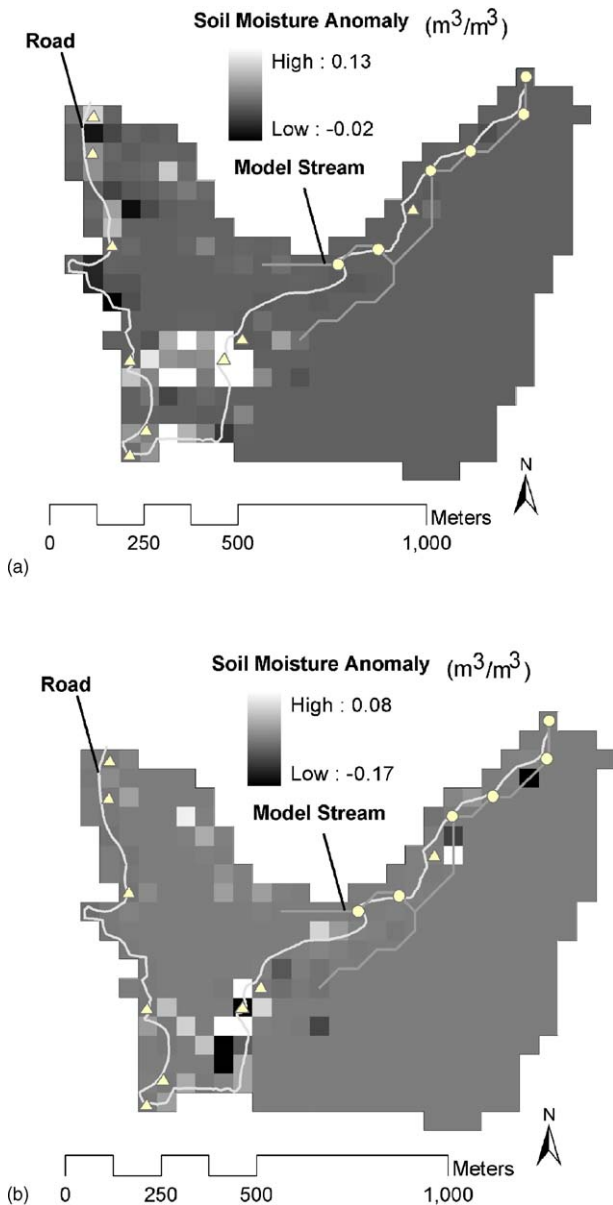 Soil Moisture Anomaly (m³/m³)
Road
High : 0.13
Low : -0.02
Model Stream
N
Meters
0 250 500 1,000
(a)
Soil Moisture Anomaly (m³/m³)
Road
High : 0.08
Low : -0.17
Model Stream
N
Meters
0 250 500 1,000
(b)